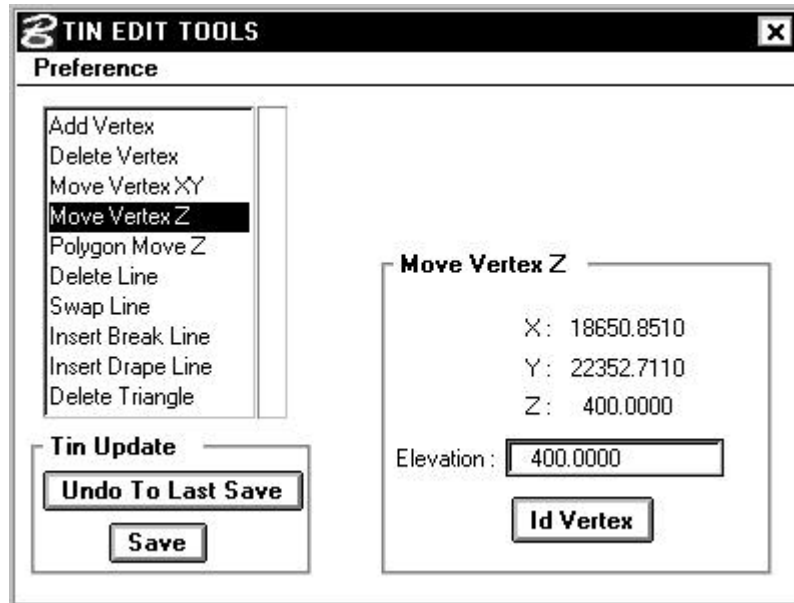 TIN EDIT TOOLS
Preference
Add Vertex
Delete Vertex
Move Vertex XY
Move Vertex Z
Polygon Move Z
Delete Line
Swap Line
Insert Break Line
Insert Drape Line
Delete Triangle
Tin Update
Undo To Last Save
Save
Move Vertex Z
X: 18650.8510
Y: 22352.7110
Z: 400.0000
Elevation: 400.0000
Id Vertex